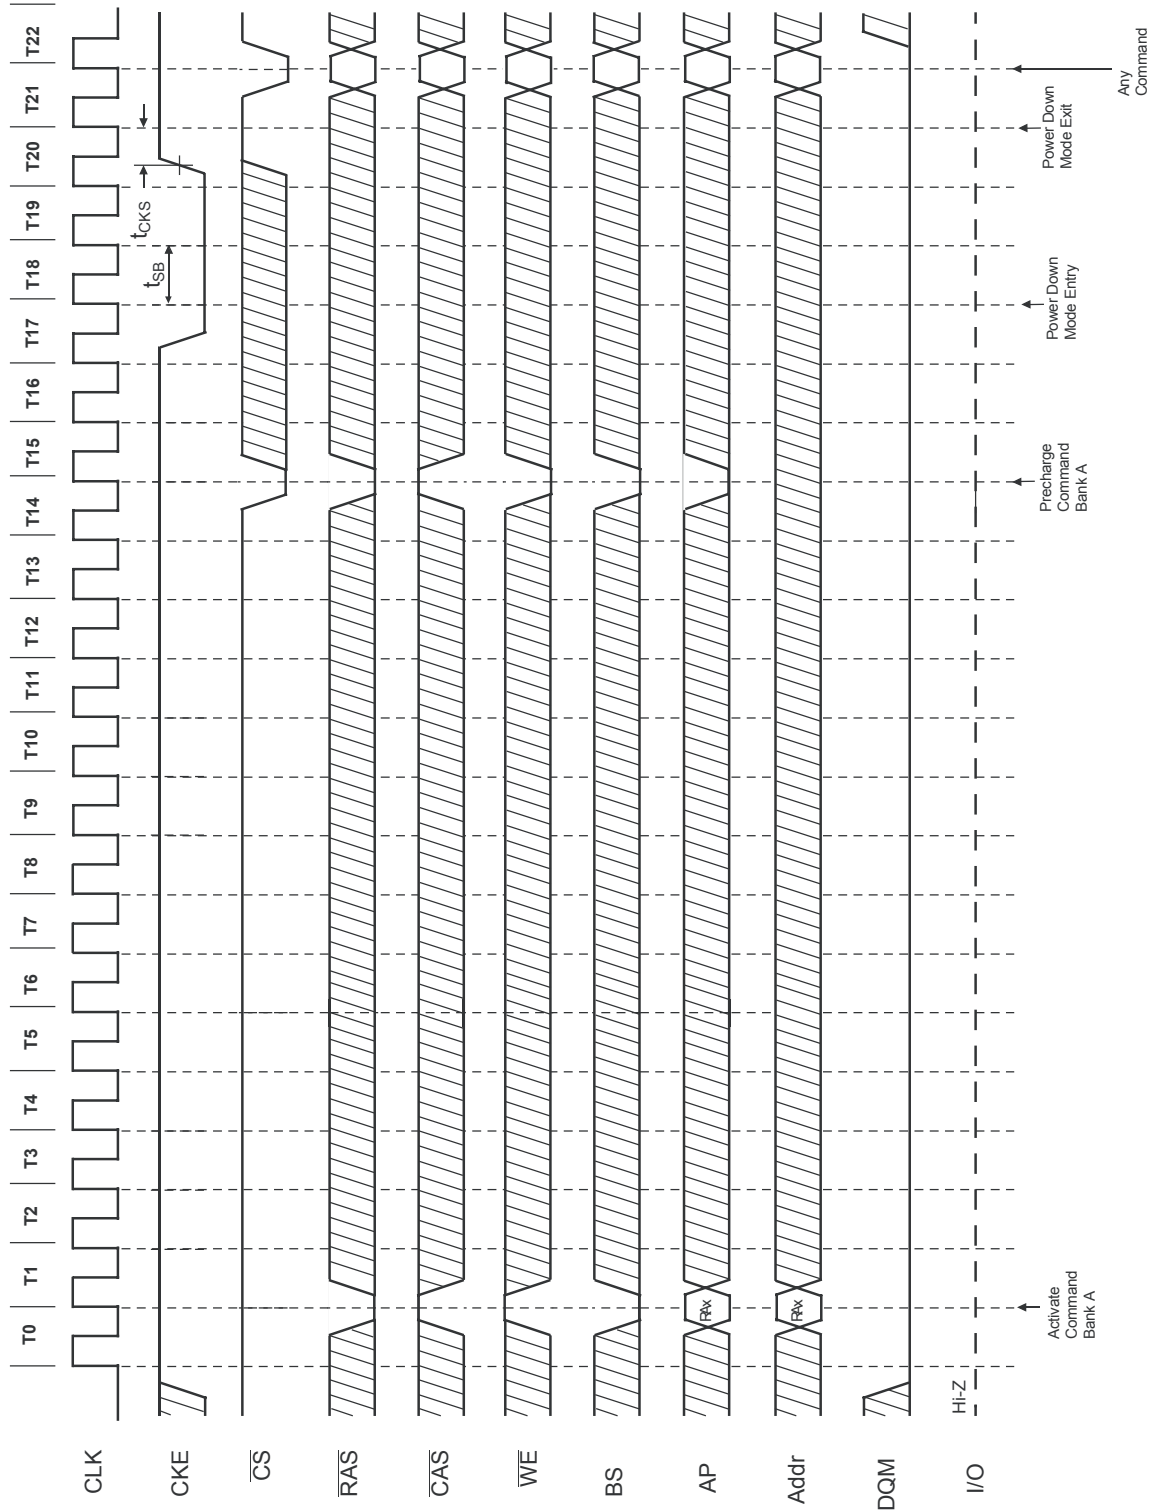 T0 T1 T2 T3 T4 T5 T6 T7 T8 T9 T10 T11 T12 T13 T14 T15 T16 T17 T18 T19 T20 T21 T22
CLK
CKE
tSB
tCKS
CS
RAS
CAS
WE
BS
AP
RAx
Addr
RAx
DQM
I/O
Hi-Z
Activate
Command
Bank A
Precharge
Command
Bank A
Power Down
Mode Entry
Power Down
Mode Exit
Any
Command